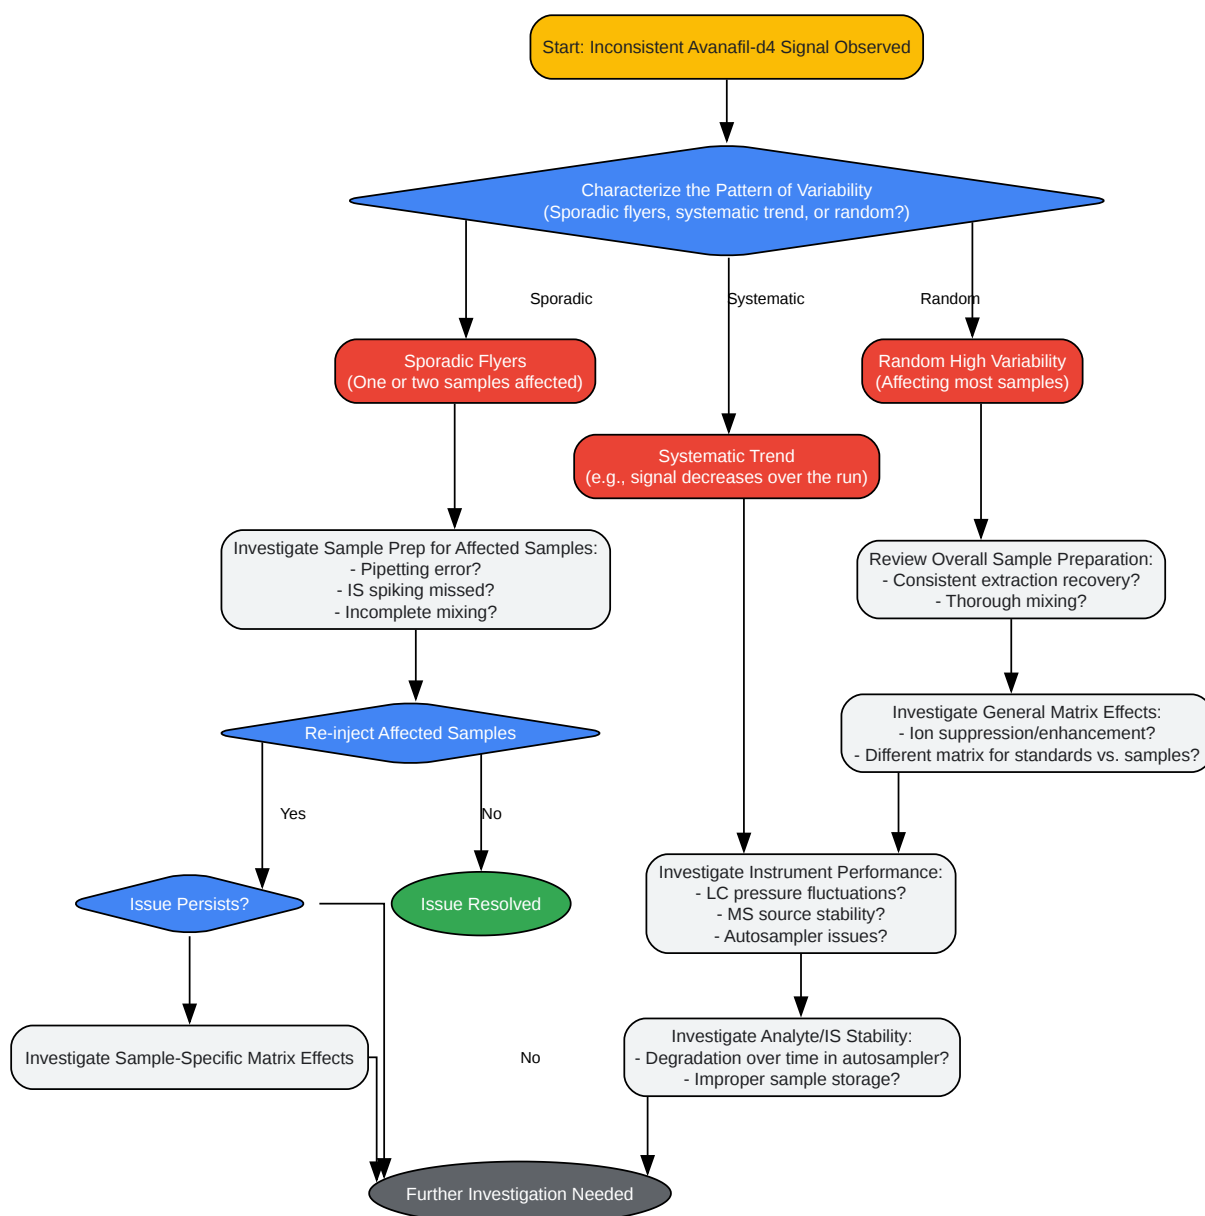 Start: Inconsistent Avanafil-d4 Signal Observed
Characterize the Pattern of Variability
(Sporadic flyers, systematic trend, or random?)
Sporadic
Systematic
Random
Sporadic Flyers
(One or two samples affected)
Random High Variability
(Affecting most samples)
Systematic Trend
(e.g., signal decreases over the run)
Investigate Sample Prep for Affected Samples:
- Pipetting error?
- IS spiking missed?
- Incomplete mixing?
Review Overall Sample Preparation:
- Consistent extraction recovery?
- Thorough mixing?
Re-inject Affected Samples
Investigate General Matrix Effects:
- Ion suppression/enhancement?
- Different matrix for standards vs. samples?
Yes
No
Investigate Instrument Performance:
- LC pressure fluctuations?
- MS source stability?
- Autosampler issues?
Issue Persists?
Issue Resolved
Investigate Sample-Specific Matrix Effects
No
Investigate Analyte/IS Stability:
- Degradation over time in autosampler?
- Improper sample storage?
Further Investigation Needed